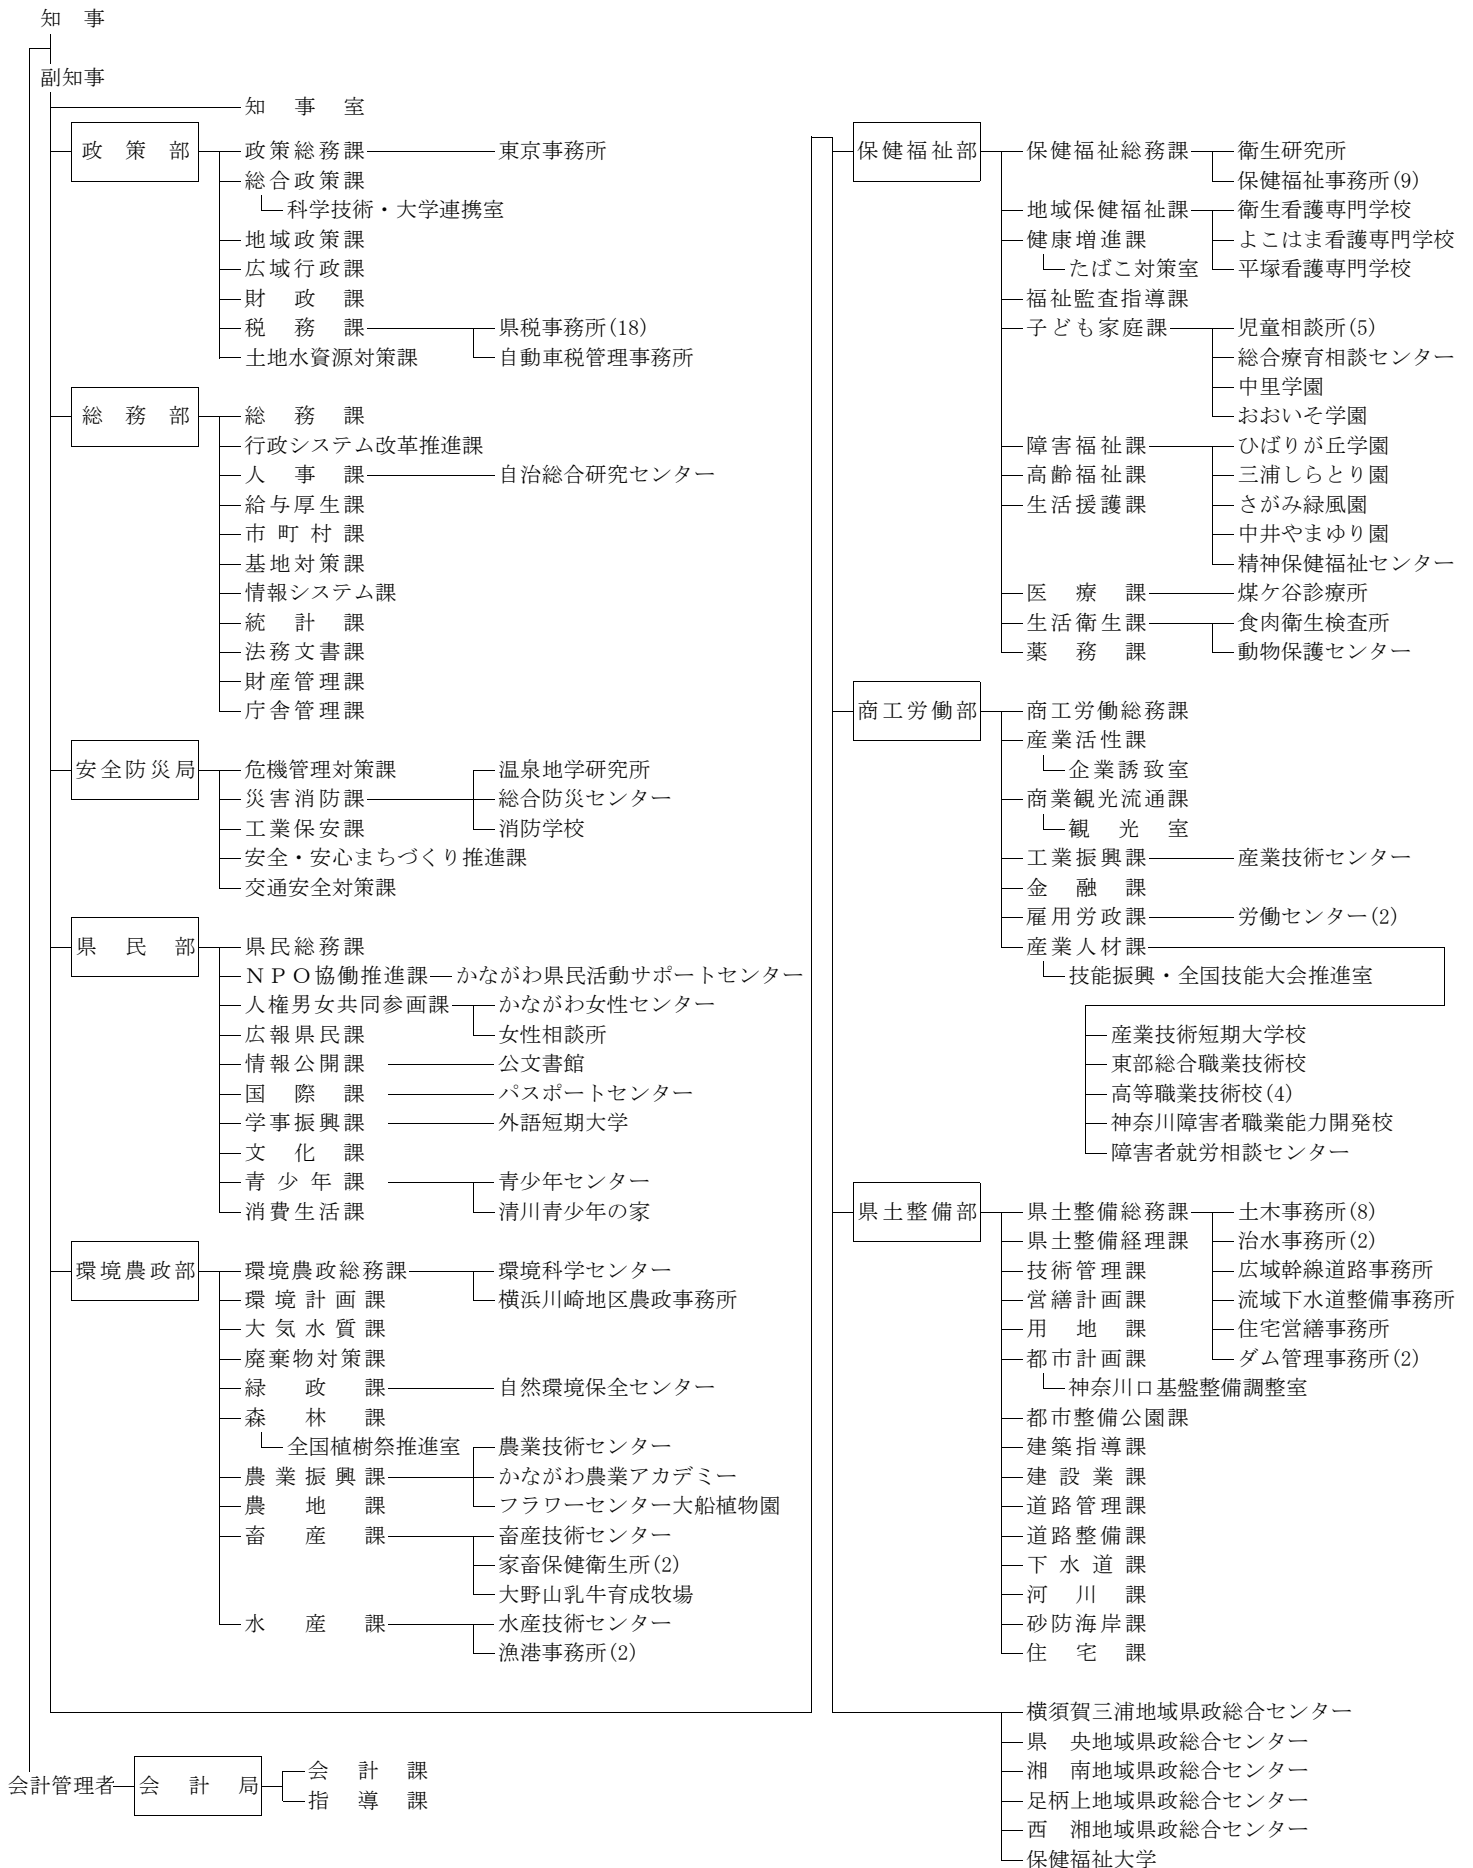 知　事
副知事
知　事　室
政　策　部
政策総務課
東京事務所
総合政策課
科学技術・大学連携室
地域政策課
広域行政課
財　政　課
税　務　課
県税事務所(18)
土地水資源対策課
自動車税管理事務所
総　務　部
総　務　課
行政システム改革推進課
人　事　課
自治総合研究センター
給与厚生課
市町村課
基地対策課
情報システム課
統　計　課
法務文書課
財産管理課
庁舎管理課
安全防災局
危機管理対策課
温泉地学研究所
災害消防課
総合防災センター
工業保安課
消防学校
安全・安心まちづくり推進課
交通安全対策課
県　民　部
県民総務課
ＮＰＯ協働推進課
かながわ県民活動サポートセンター
人権男女共同参画課
かながわ女性センター
広報県民課
女性相談所
情報公開課
公文書館
国　際　課
パスポートセンター
学事振興課
外語短期大学
文　化　課
青少年課
青少年センター
消費生活課
清川青少年の家
環境農政部
環境農政総務課
環境科学センター
環境計画課
横浜川崎地区農政事務所
大気水質課
廃棄物対策課
緑　政　課
自然環境保全センター
森　林　課
全国植樹祭推進室
農業技術センター
農業振興課
かながわ農業アカデミー
農　地　課
フラワーセンター大船植物園
畜　産　課
畜産技術センター
家畜保健衛生所(2)
大野山乳牛育成牧場
水　産　課
水産技術センター
漁港事務所(2)
会計管理者
会　計　局
会　計　課
指　導　課
保健福祉部
保健福祉総務課
衛生研究所
保健福祉事務所(9)
地域保健福祉課
衛生看護専門学校
健康増進課
よこはま看護専門学校
たばこ対策室
平塚看護専門学校
福祉監査指導課
子ども家庭課
児童相談所(5)
総合療育相談センター
中里学園
おおいそ学園
障害福祉課
ひばりが丘学園
高齢福祉課
三浦しらとり園
生活援護課
さがみ緑風園
中井やまゆり園
精神保健福祉センター
医　療　課
煤ケ谷診療所
生活衛生課
食肉衛生検査所
薬　務　課
動物保護センター
商工労働部
商工労働総務課
産業活性課
企業誘致室
商業観光流通課
観　光　室
工業振興課
産業技術センター
金　融　課
雇用労政課
労働センター(2)
産業人材課
技能振興・全国技能大会推進室
産業技術短期大学校
東部総合職業技術校
高等職業技術校(4)
神奈川障害者職業能力開発校
障害者就労相談センター
県土整備部
県土整備総務課
土木事務所(8)
県土整備経理課
治水事務所(2)
技術管理課
広域幹線道路事務所
営繕計画課
流域下水道整備事務所
用　地　課
住宅営繕事務所
都市計画課
ダム管理事務所(2)
神奈川口基盤整備調整室
都市整備公園課
建築指導課
建設業課
道路管理課
道路整備課
下水道課
河　川　課
砂防海岸課
住　宅　課
横須賀三浦地域県政総合センター
県　央地域県政総合センター
湘　南地域県政総合センター
足柄上地域県政総合センター
西　湘地域県政総合センター
保健福祉大学